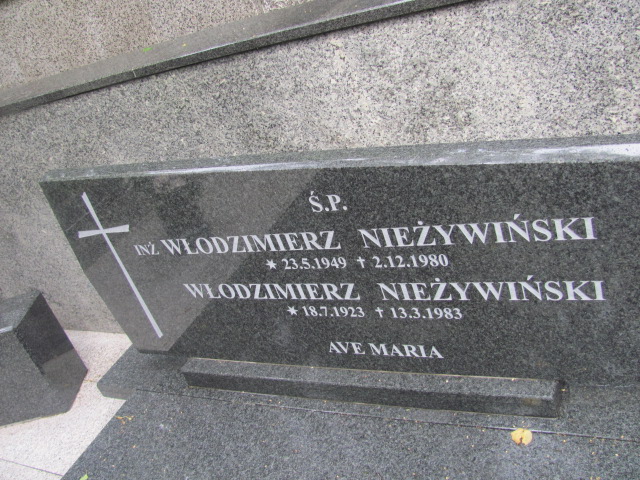 Ś.P.
INŻ WŁODZIMIERZ NIEŻYWIŃSKI
★ 23.5.1949 ✝ 2.12.1980
WŁODZIMIERZ NIEŻYWIŃSKI
★ 18.7.1923 ✝ 13.3.1983
AVE MARIA